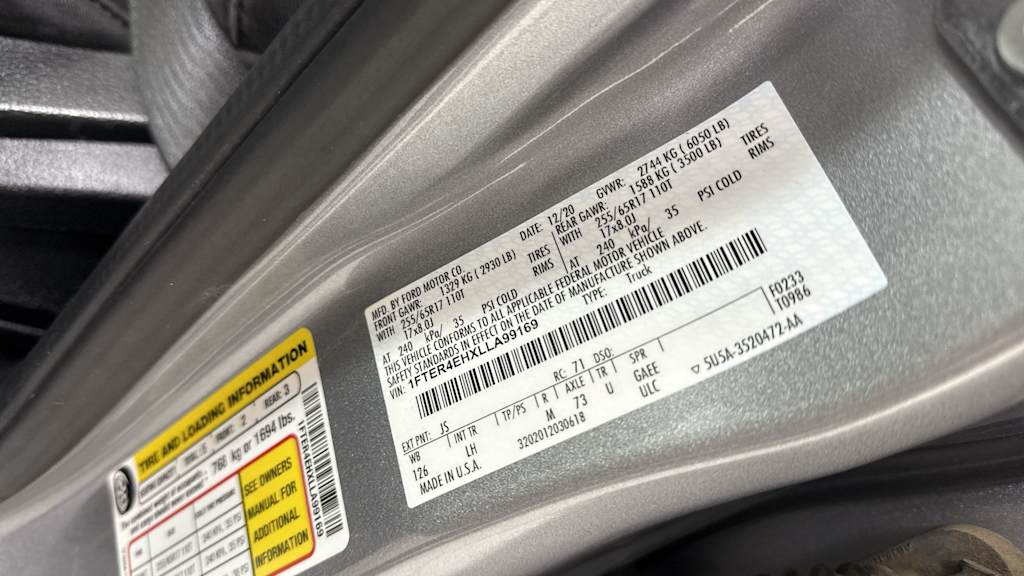 MFD. BY FORD MOTOR CO.
DATE: 12/20 GVWR: 2744 KG ( 6050 LB)
FRONT GAWR: 1329 KG ( 2930 LB) REAR GAWR: 1588 KG ( 3500 LB)
WITH 255/65R17 110T TIRES WITH 255/65R17 110T TIRES
17x8.0J RIMS 17x8.0J RIMS
AT 240 kPa/ 35 PSI COLD AT 240 kPa/ 35 PSI COLD
THIS VEHICLE CONFORMS TO ALL APPLICABLE FEDERAL MOTOR VEHICLE
SAFETY STANDARDS IN EFFECT ON THE DATE OF MANUFACTURE SHOWN ABOVE.
VIN: 1FTER4EHXLLA99169
TYPE: Truck
F0233
T0986
EXT PNT: JS RC: 71 DSO:
WB INT TR TP/PS R AXLE TR SPR
126 LH M 73 U GAEE
ULC
320201203 0618
MADE IN U.S.A.
▽ 5U5A-3520472-AA
TIRE AND LOADING INFORMATION
FRONT: 2 REAR: 3
768 kg or 1694 lbs.
SEE OWNERS
MANUAL FOR
ADDITIONAL
INFORMATION